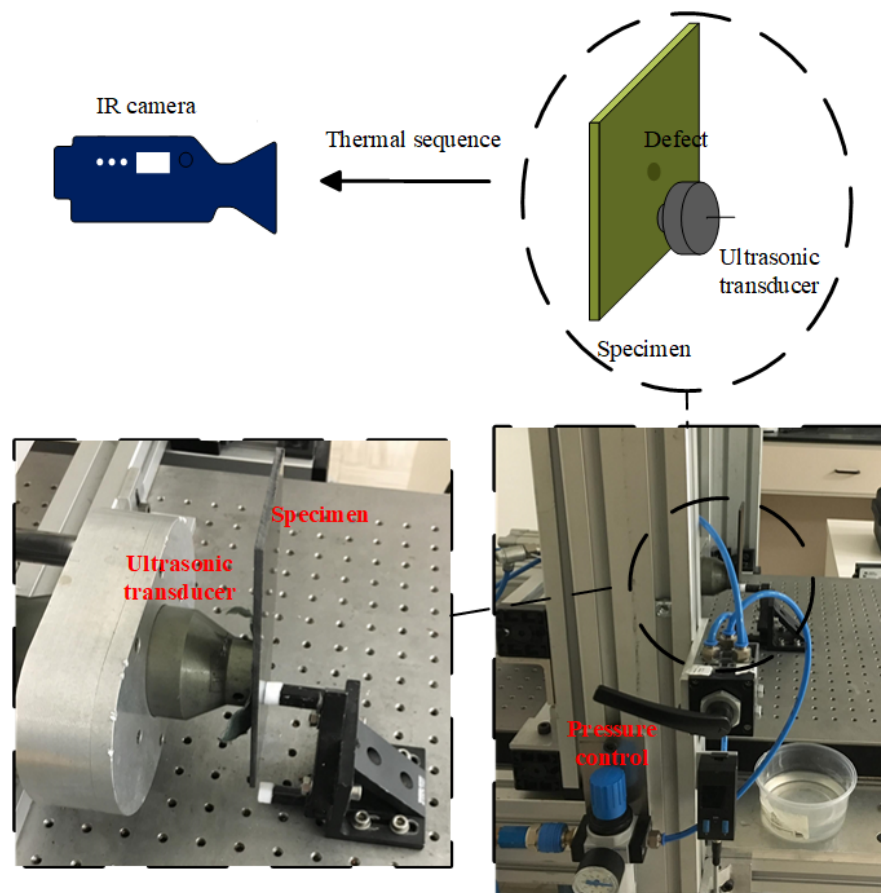 IR camera
Thermal sequence
Defect
Ultrasonic
transducer
Specimen
Specimen
Ultrasonic
transducer
Pressure
control